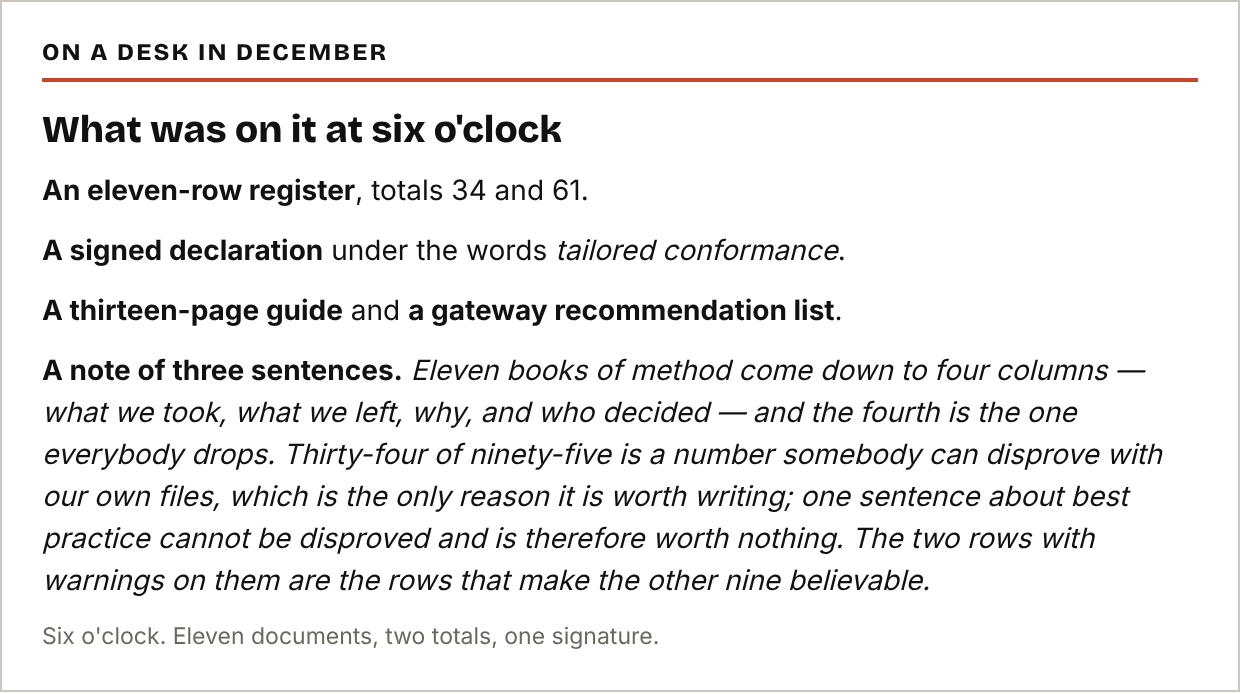 ON A DESK IN DECEMBER
What was on it at six o'clock
An eleven-row register, totals 34 and 61.
A signed declaration under the words tailored conformance.
A thirteen-page guide and a gateway recommendation list.
A note of three sentences. Eleven books of method come down to four columns —
what we took, what we left, why, and who decided — and the fourth is the one
everybody drops. Thirty-four of ninety-five is a number somebody can disprove with
our own files, which is the only reason it is worth writing; one sentence about best
practice cannot be disproved and is therefore worth nothing. The two rows with
warnings on them are the rows that make the other nine believable.
Six o'clock. Eleven documents, two totals, one signature.